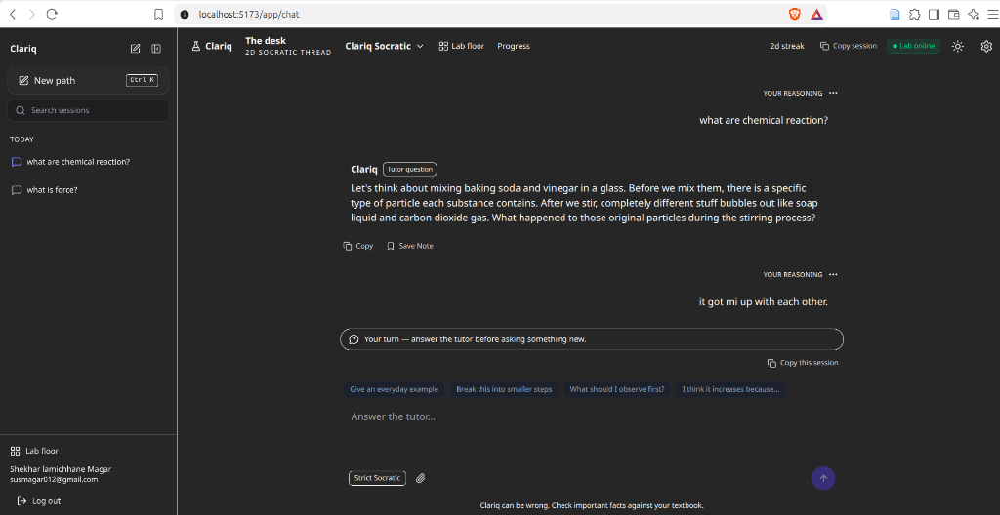 localhost:5173/app/chat
Clariq
New path
Ctrl K
Search sessions
TODAY
what are chemical reaction?
what is force?
Lab floor
Shekhar lamichhane Magar
susmagar012@gmail.com
Log out
Clariq
The desk
2D SOCRATIC THREAD
Clariq Socratic
Lab floor
Progress
2d streak
Copy session
Lab online
YOUR REASONING
what are chemical reaction?
Clariq
Tutor question
Let's think about mixing baking soda and vinegar in a glass. Before we mix them, there is a specific
type of particle each substance contains. After we stir, completely different stuff bubbles out like soap
liquid and carbon dioxide gas. What happened to those original particles during the stirring process?
Copy
Save Note
YOUR REASONING
it got mi up with each other.
Your turn — answer the tutor before asking something new.
Copy this session
Give an everyday example
Break this into smaller steps
What should I observe first?
I think it increases because...
Answer the tutor...
Strict Socratic
Clariq can be wrong. Check important facts against your textbook.